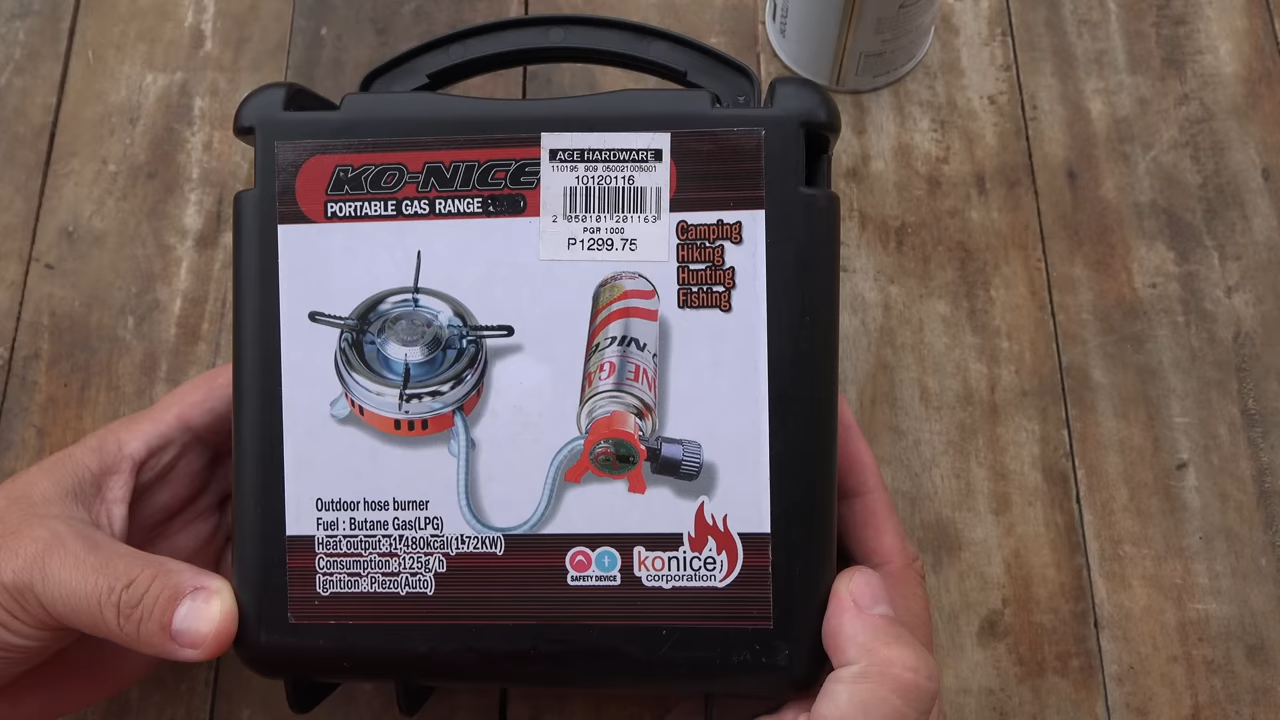 KO-NICE
PORTABLE GAS RANGE
ACE HARDWARE
110195 909 050021005001
10120116
2 050101 201163
PGR 1000
P1299.75
Camping
Hiking
Hunting
Fishing
Outdoor hose burner
Fuel : Butane Gas(LPG)
Heat output : 1,480kcal(1.72KW)
Consumption : 125g/h
Ignition : Piezo(Auto)
SAFETY DEVICE
konice
corporation